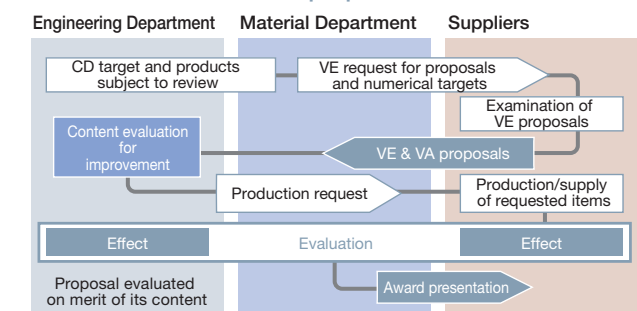 Engineering Department
Material Department
Suppliers
CD target and products
subject to review
VE request for proposals
and numerical targets
Examination of
VE proposals
Content evaluation
for
improvement
VE & VA proposals
Production request
Production/supply
of requested items
Effect
Evaluation
Effect
Proposal evaluated
on merit of its content
Award presentation